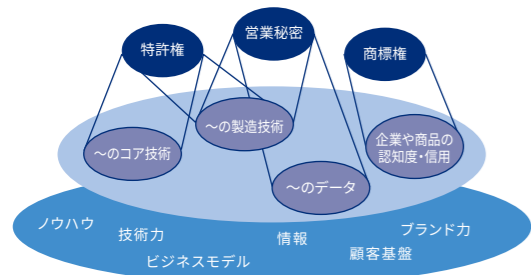 営業秘密
特許権
商標権
～の製造技術
～のコア技術
企業や商品の
認知度・信用
～のデータ
ノウハウ
技術力
ビジネスモデル
情報
顧客基盤
ブランド力